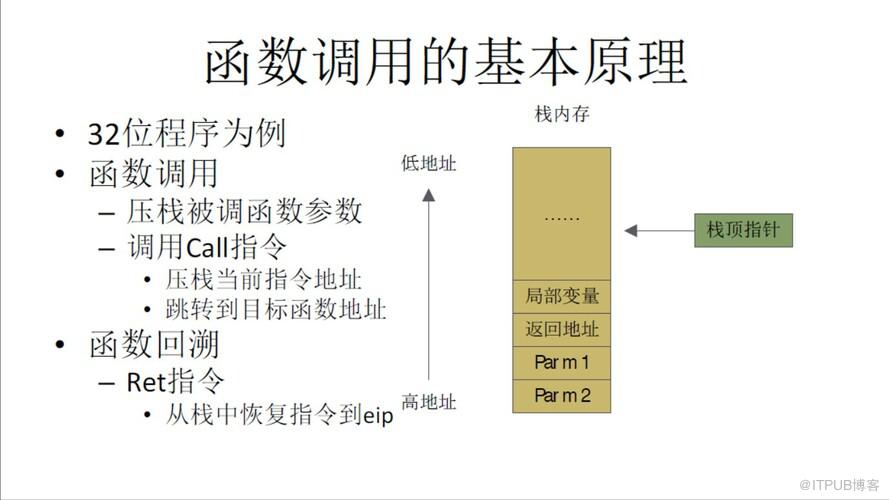 函数调用的基本原理
• 32位程序为例
• 函数调用
– 压栈被调函数参数
– 调用Call指令
• 压栈当前指令地址
• 跳转到目标函数地址
• 函数回溯
– Ret指令
• 从栈中恢复指令到eip
栈内存
低地址
高地址
……
局部变量
返回地址
Parm1
Parm2
栈顶指针
@ITPUB博客